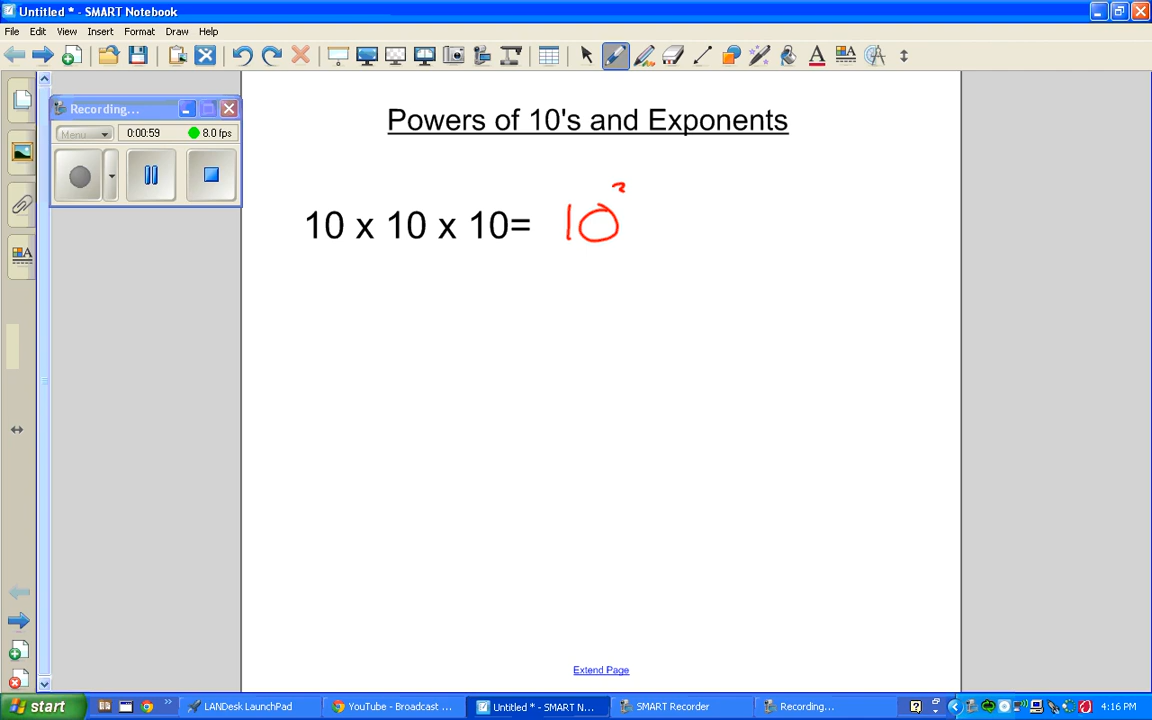 Untitled * - SMART Notebook
File Edit View Insert Format Draw Help
Recording...
Menu 0:00:59 8.0 fps
Powers of 10's and Exponents
10 x 10 x 10= 10³
Extend Page
start LANDesk LaunchPad YouTube - Broadcast ... Untitled * - SMART N... SMART Recorder Recording... 4:16 PM